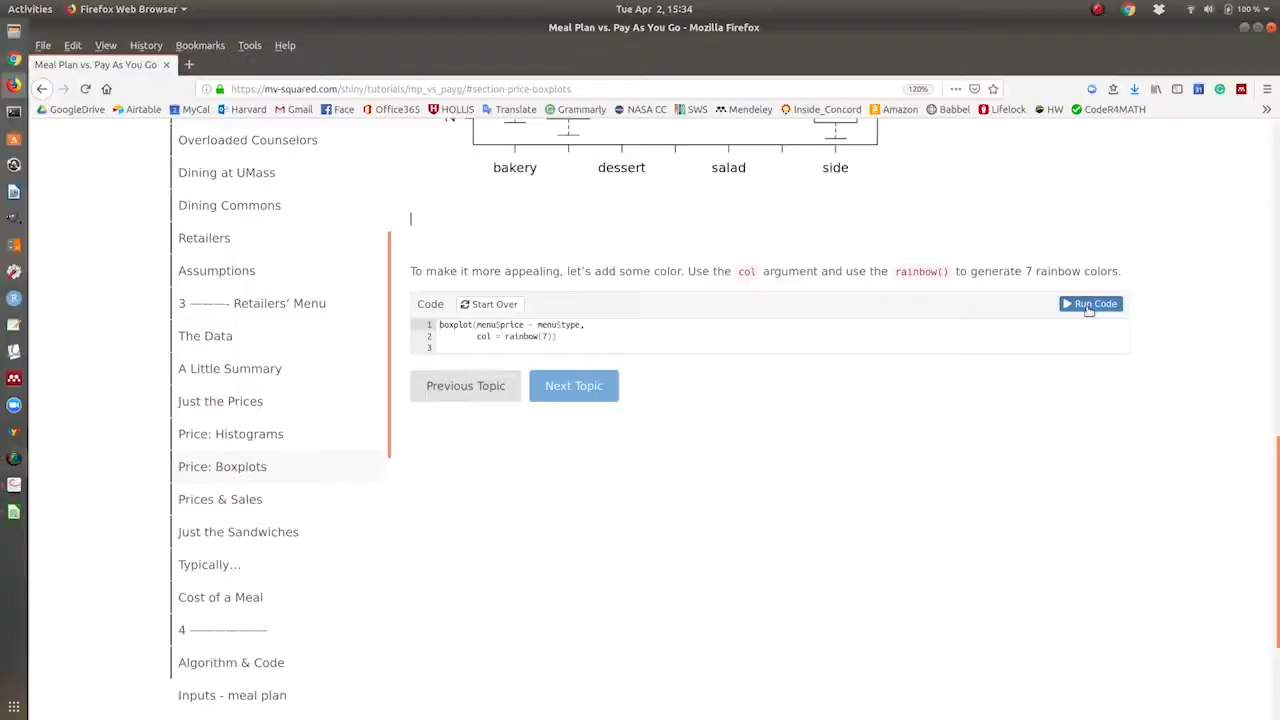 Activities
Firefox Web Browser
Tue Apr 2, 15:34
100 %
Meal Plan vs. Pay As You Go - Mozilla Firefox
File Edit View History Bookmarks Tools Help
Meal Plan vs. Pay As You Go
https://mv-squared.com/shiny/tutorials/mp_vs_payg/#section-price-boxplots
120%
GoogleDrive Airtable MyCal Harvard Gmail Face Office365 HOLLIS Translate Grammarly NASA CC SWS Mendeley Inside_Concord Amazon Babbel Lifelock HW CodeR4MATH
Overloaded Counselors
Dining at UMass
Dining Commons
Retailers
Assumptions
3 ———- Retailers’ Menu
The Data
A Little Summary
Just the Prices
Price: Histograms
Price: Boxplots
Prices & Sales
Just the Sandwiches
Typically…
Cost of a Meal
4 ——————–
Algorithm & Code
Inputs - meal plan
bakery dessert salad side
To make it more appealing, let’s add some color. Use the col argument and use the rainbow() to generate 7 rainbow colors.
Code
Start Over
Run Code
1 boxplot(menu$price ~ menu$type,
2 col = rainbow(7))
3
Previous Topic
Next Topic